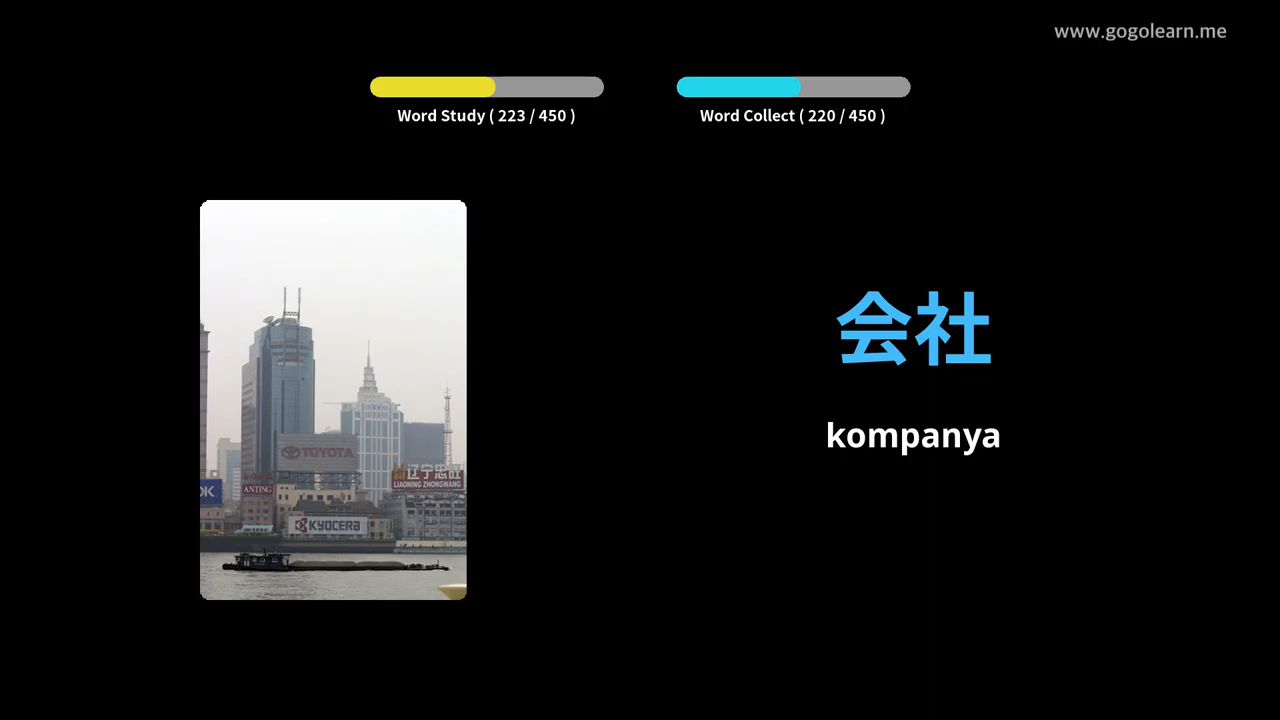 www.gogolearn.me
Word Study ( 223 / 450 )
Word Collect ( 220 / 450 )
会社
kompanya
TOYOTA
辽宁忠旺
LIAONING ZHONGWANG
OK
ANTING
KYOCERA